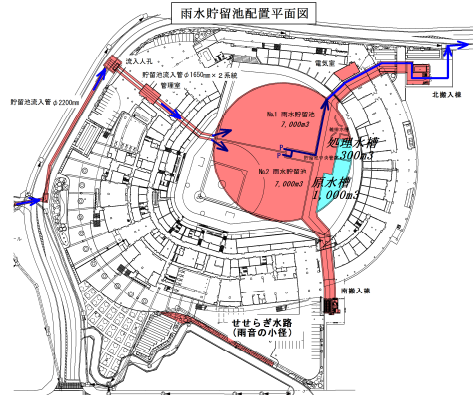 雨水貯留池配置平面図
流入人孔
貯留池流入管φ1650mm×2系統
管理室
電気室
北搬入棟
貯留池流入管φ2200mm
No.1 雨水貯留池
7,000m3
処理水槽
300m3
P
P
No.2 雨水貯留池
7,000m3
原水槽
1,000m3
南搬入棟
せせらぎ水路
(雨音の小径)